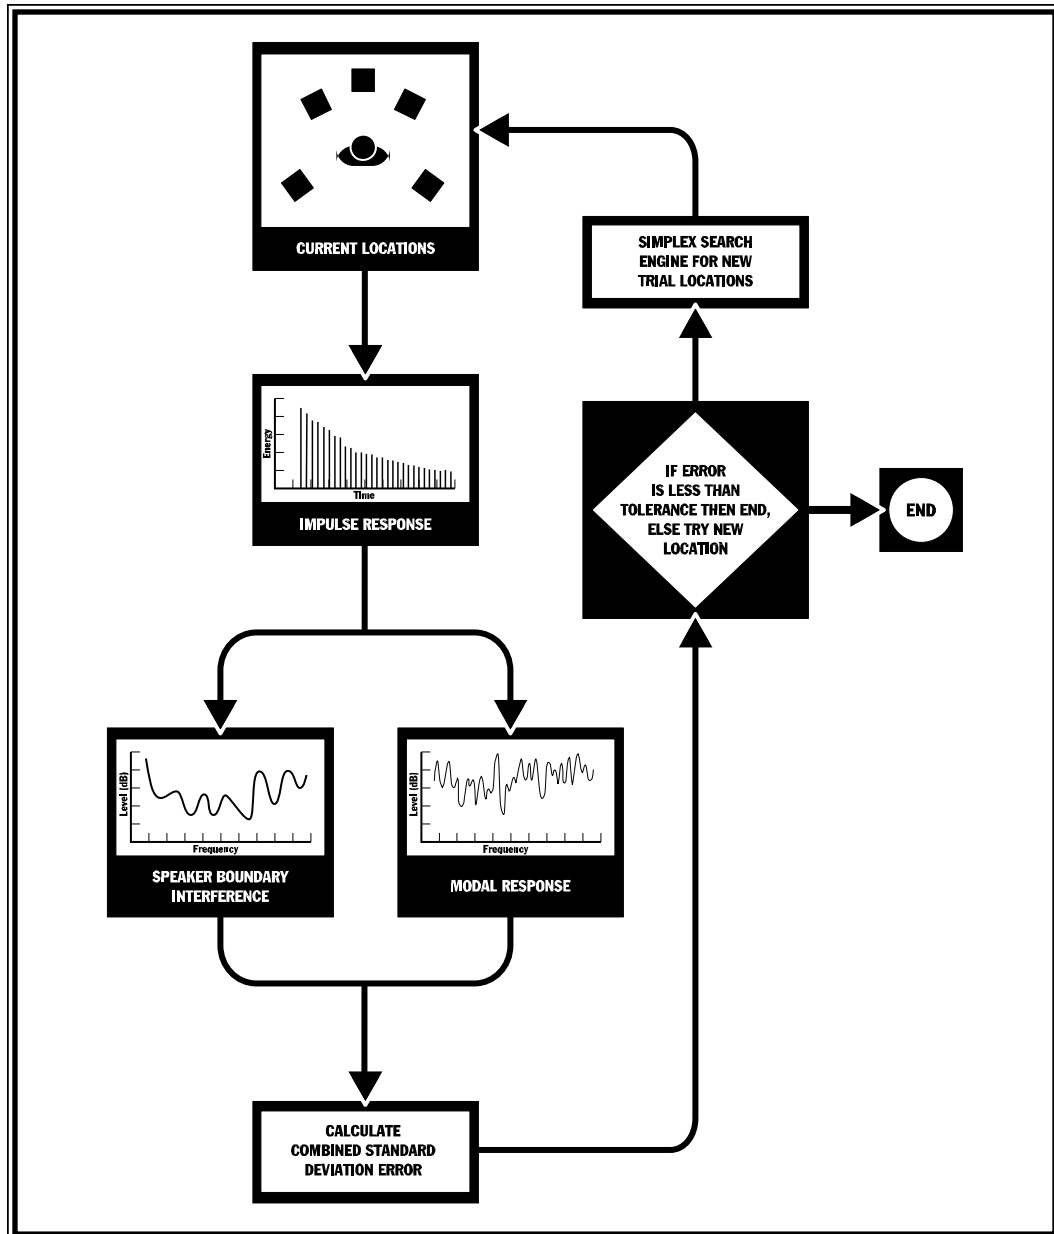 CURRENT LOCATIONS
Energy
Time
IMPULSE RESPONSE
Level (dB)
Frequency
SPEAKER BOUNDARY
INTERFERENCE
Level (dB)
Frequency
MODAL RESPONSE
CALCULATE
COMBINED STANDARD
DEVIATION ERROR
IF ERROR
IS LESS THAN
TOLERANCE THEN END,
ELSE TRY NEW
LOCATION
END
SIMPLEX SEARCH
ENGINE FOR NEW
TRIAL LOCATIONS